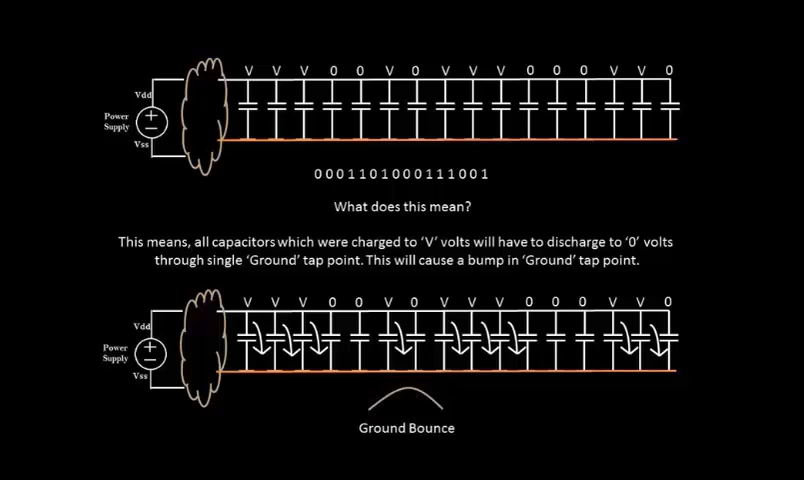 V V V 0 0 V 0 V V V 0 0 0 V V 0
Vdd
Power
Supply
Vss
0001101000111001
What does this mean?
This means, all capacitors which were charged to ‘V’ volts will have to discharge to ‘0’ volts
through single ‘Ground’ tap point. This will cause a bump in ‘Ground’ tap point.
V V V 0 0 V 0 V V V 0 0 0 V V 0
Vdd
Power
Supply
Vss
Ground Bounce